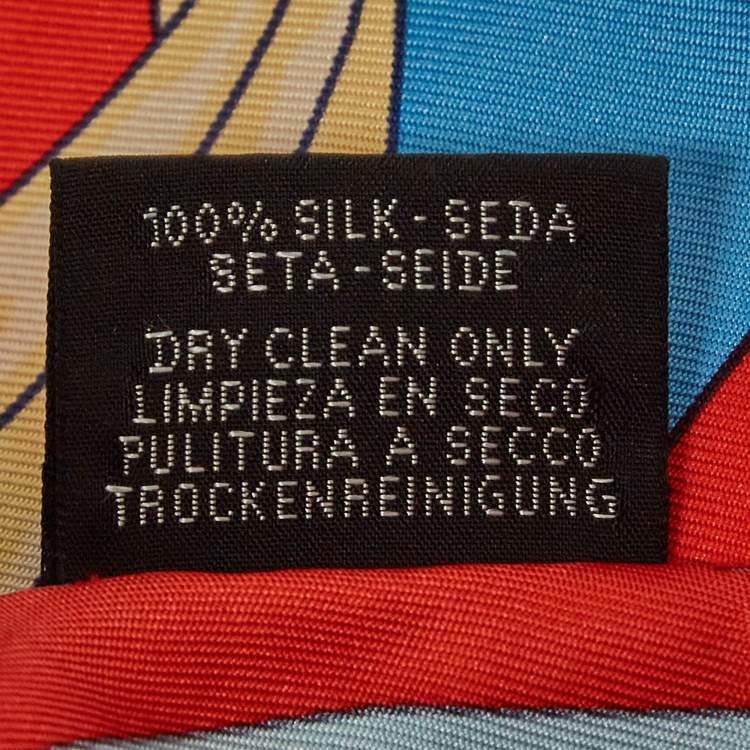 100% SILK - SEDA
SETA - SEIDE
DRY CLEAN ONLY
LIMPIEZA EN SECO
PULITURA A SECCO
TROCKENREINIGUNG